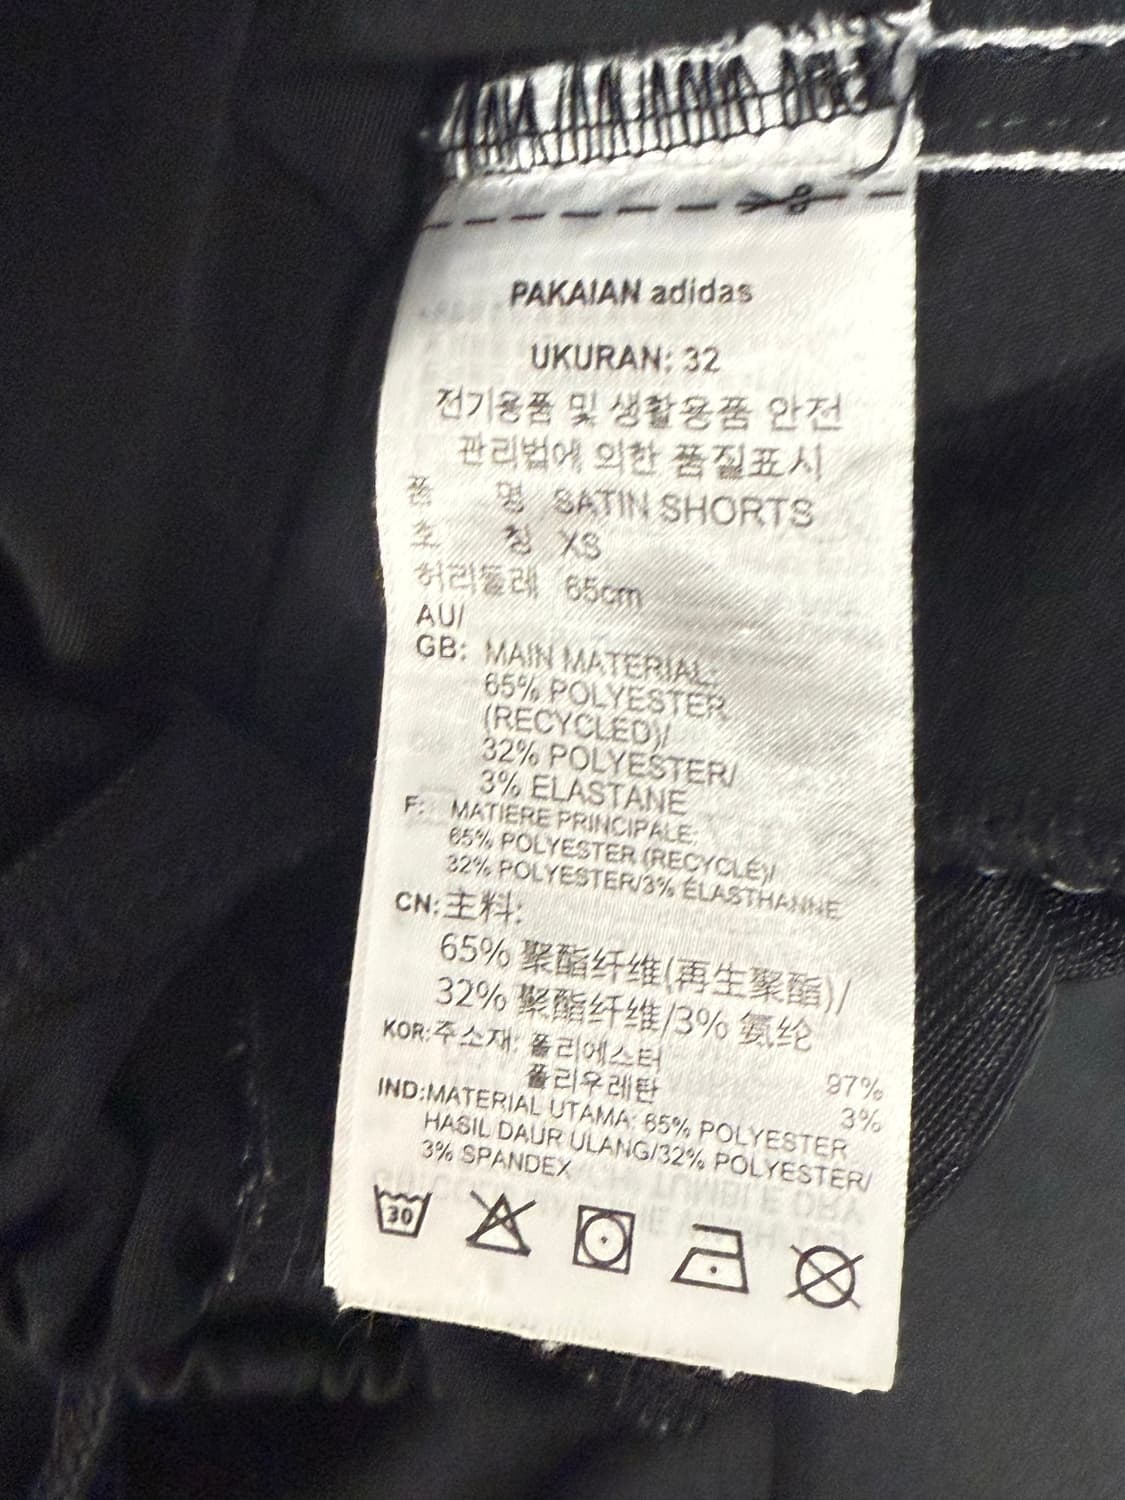 PAKAIAN adidas
UKURAN: 32
전기용품 및 생활용품 안전
관리법에 의한 품질표시
품 명 SATIN SHORTS
호 칭 XS
허리둘레 65cm
AU/
GB: MAIN MATERIAL:
65% POLYESTER
(RECYCLED)/
32% POLYESTER/
3% ELASTANE
F: MATIERE PRINCIPALE:
65% POLYESTER (RECYCLÉ)/
32% POLYESTER/3% ÉLASTHANNE
CN: 主料:
65% 聚酯纤维(再生聚酯)/
32% 聚酯纤维/3% 氨纶
KOR: 주소재: 폴리에스터 97%
폴리우레탄 3%
IND: MATERIAL UTAMA: 65% POLYESTER
HASIL DAUR ULANG/32% POLYESTER/
3% SPANDEX
30